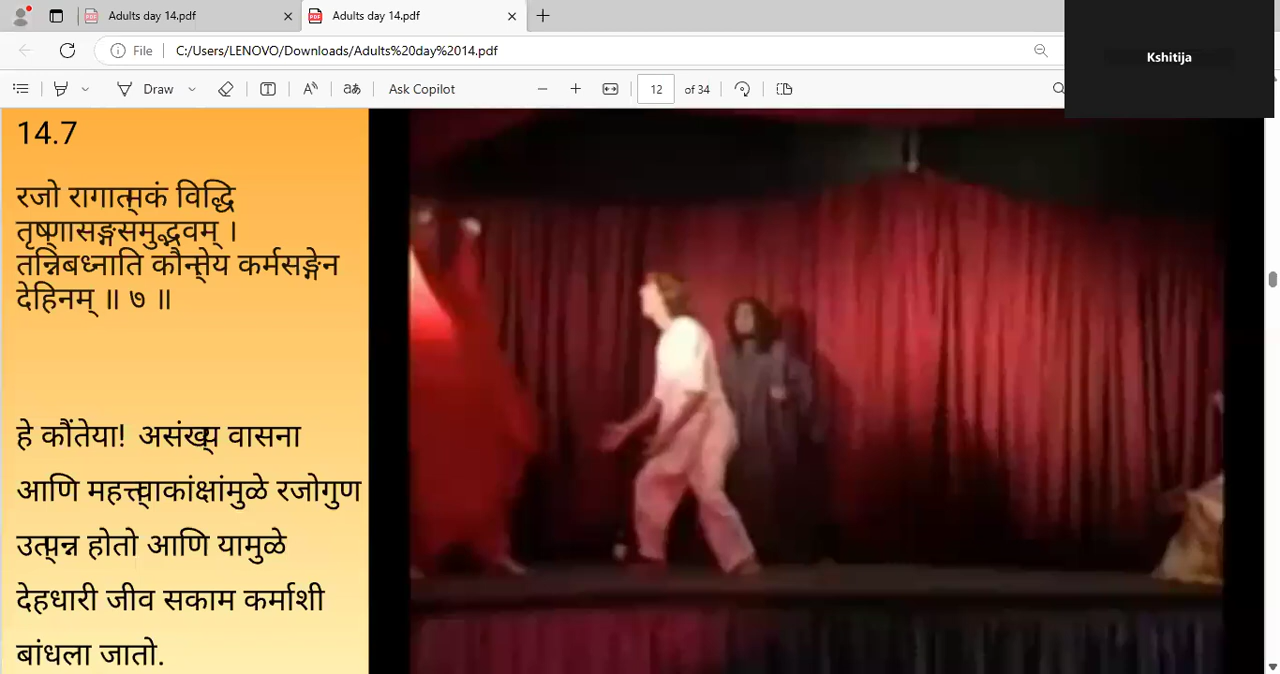 Adults day 14.pdf
Adults day 14.pdf
File
C:/Users/LENOVO/Downloads/Adults%20day%2014.pdf
Kshitija
Draw
Ask Copilot
12 of 34
14.7
रजो रागात्मकं विद्धि
तृष्णासङ्गसमुद्भवम् ।
तन्निबध्नाति कौन्तेय कर्मसङ्गेन
देहिनम् ॥ ७ ॥
हे कौंतेया! असंख्य वासना
आणि महत्त्वाकांक्षांमुळे रजोगुण
उत्पन्न होतो आणि यामुळे
देहधारी जीव सकाम कर्माशी
बांधला जातो.